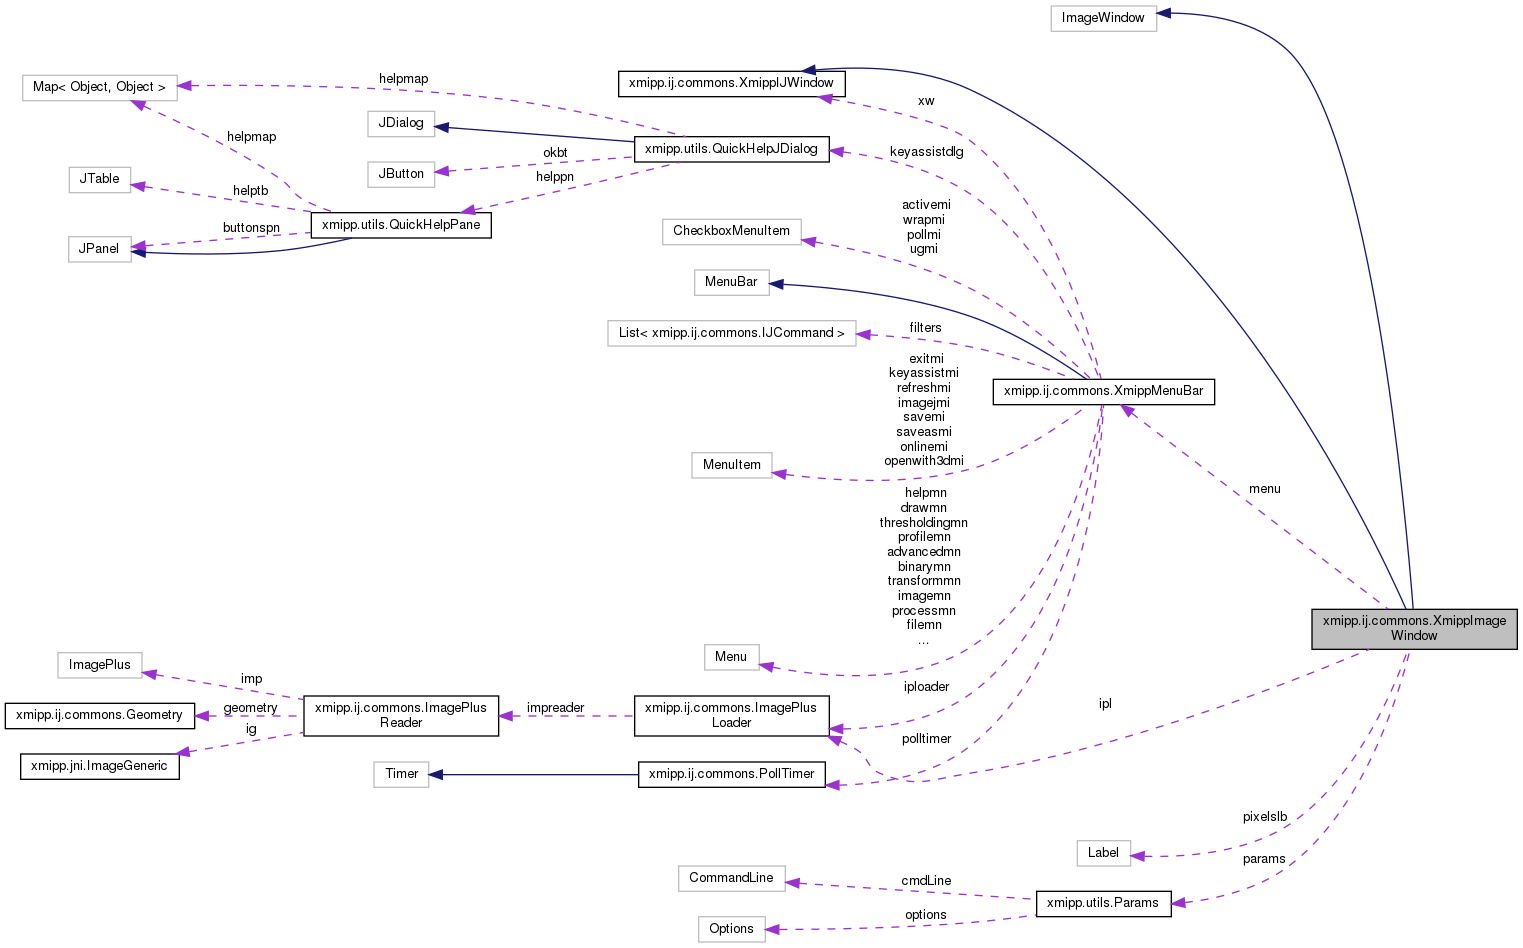 ImageWindow
helpmap
Map< Object, Object >
xmipp.ij.commons.XmippIJWindow
xw
JDialog
helpmap
xmipp.utils.QuickHelpJDialog
keyassistdlg
okbt
JButton
JTable
helppn
helptb
activemi
wrapmi
pollmi
ugmi
xmipp.utils.QuickHelpPane
buttonspn
JPanel
CheckboxMenuItem
MenuBar
List< xmipp.ij.commons.IJCommand >
filters
exitmi
keyassistmi
refreshmi
imagejmi
savemi
saveasmi
onlinemi
openwith3dmi
xmipp.ij.commons.XmippMenuBar
MenuItem
menu
helpmn
drawmn
thresholdingmn
profilemn
advancedmn
binarymn
transformmn
imagemn
processmn
filemn
...
xmipp.ij.commons.XmippImage
Window
Menu
ImagePlus
imp
iploader
xmipp.ij.commons.Geometry
geometry
xmipp.ij.commons.ImagePlus
Reader
impreader
xmipp.ij.commons.ImagePlus
Loader
ipl
ig
polltimer
xmipp.jni.ImageGeneric
Timer
xmipp.ij.commons.PollTimer
pixelslb
Label
params
CommandLine
cmdLine
xmipp.utils.Params
options
Options